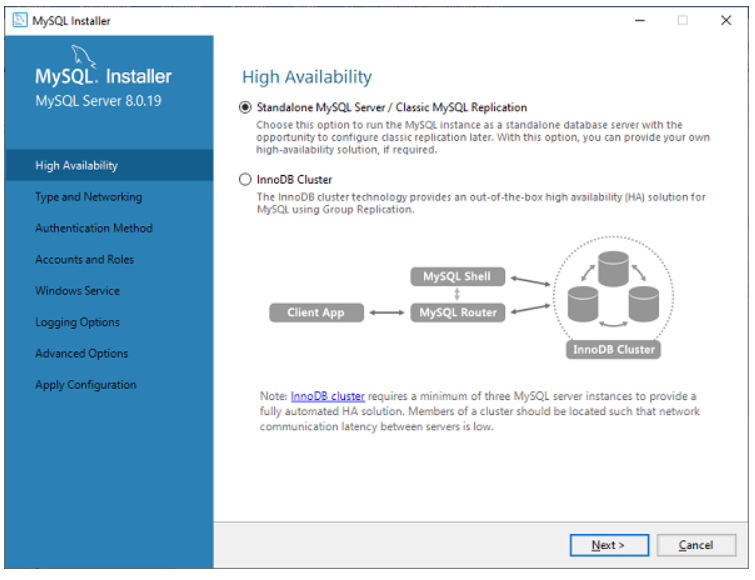 MySQL Installer
MySQL. Installer
MySQL Server 8.0.19
High Availability
Type and Networking
Authentication Method
Accounts and Roles
Windows Service
Logging Options
Advanced Options
Apply Configuration
High Availability
Standalone MySQL Server / Classic MySQL Replication
Choose this option to run the MySQL instance as a standalone database server with the
opportunity to configure classic replication later. With this option, you can provide your own
high-availability solution, if required.
InnoDB Cluster
The InnoDB cluster technology provides an out-of-the-box high availability (HA) solution for
MySQL using Group Replication.
MySQL Shell
Client App
MySQL Router
InnoDB Cluster
Note: InnoDB cluster requires a minimum of three MySQL server instances to provide a
fully automated HA solution. Members of a cluster should be located such that network
communication latency between servers is low.
Next >
Cancel